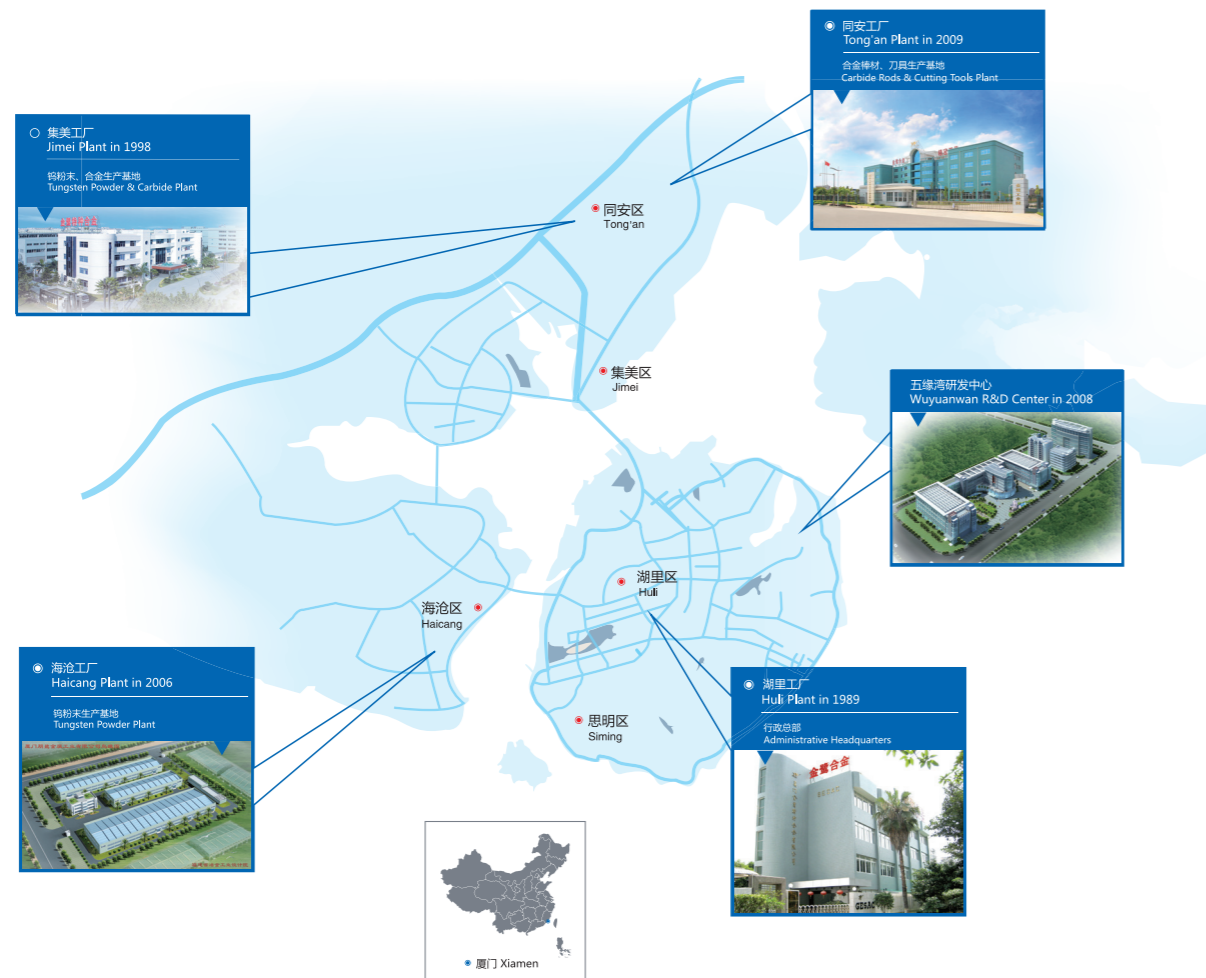 同安工厂
Tong'an Plant in 2009
合金棒材、刀具生产基地
Carbide Rods & Cutting Tools Plant
集美工厂
Jimei Plant in 1998
钨粉末、合金生产基地
Tungsten Powder & Carbide Plant
同安区
Tong'an
集美区
Jimei
五缘湾研发中心
Wuyuanwan R&D Center in 2008
湖里区
Huli
海沧区
Haicang
海沧工厂
Haicang Plant in 2006
钨粉末生产基地
Tungsten Powder Plant
湖里工厂
Huli Plant in 1989
行政总部
Administrative Headquarters
思明区
Siming
金鹭合金
GESAC
厦门 Xiamen